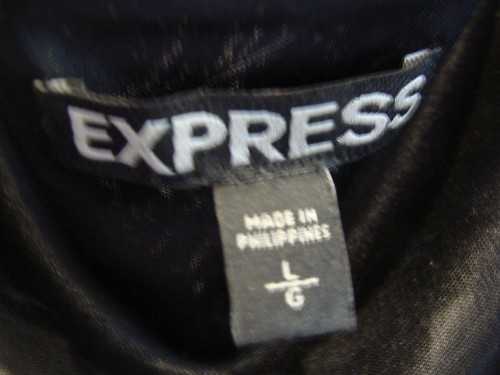 EXPRESS
MADE IN
PHILIPPINES
L
G